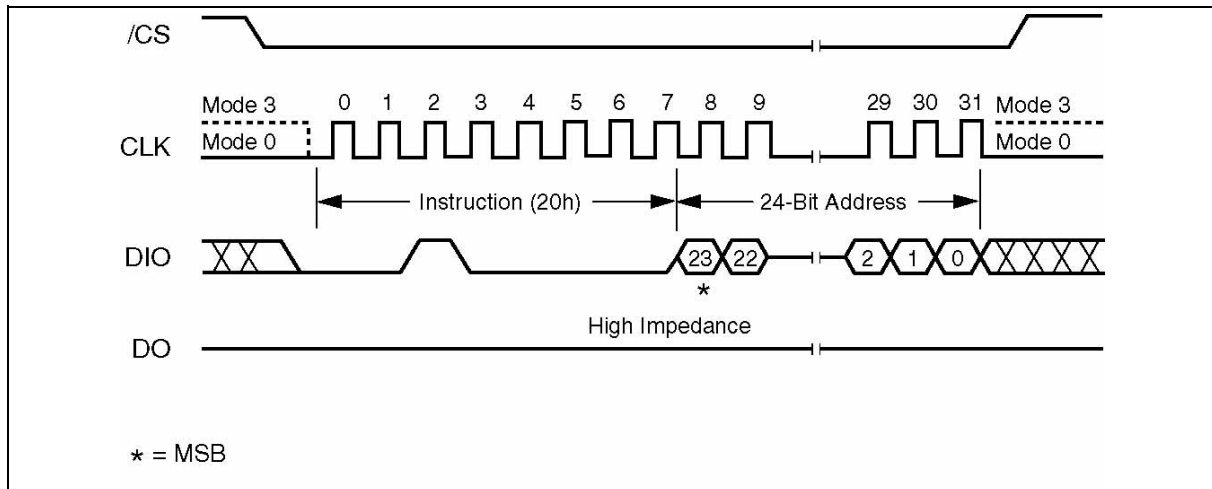 /CS
Mode 3 0 1 2 3 4 5 6 7 8 9 29 30 31 Mode 3
CLK Mode 0 Mode 0
Instruction (20h) 24-Bit Address
DIO 23 22 2 1 0
*
High Impedance
DO
* = MSB